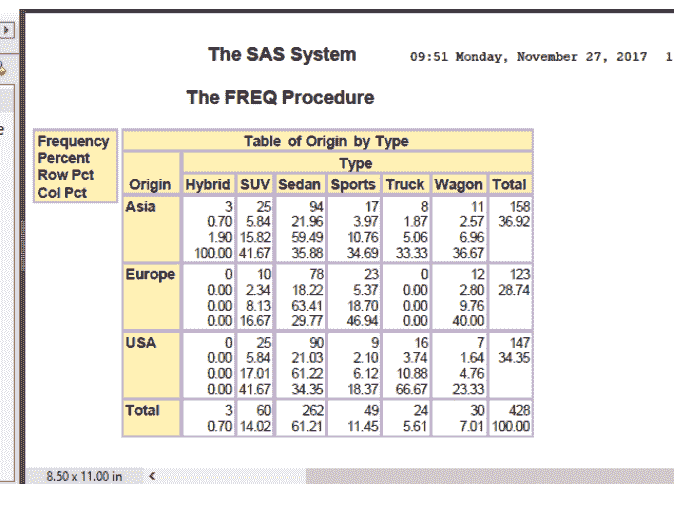 The SAS System 09:51 Monday, November 27, 2017 1
The FREQ Procedure
Frequency
Percent
Row Pct
Col Pct
Table of Origin by Type
Type
Origin Hybrid SUV Sedan Sports Truck Wagon Total
Asia 3 25 94 17 8 11 158
0.70 5.84 21.96 3.97 1.87 2.57 36.92
1.90 15.82 59.49 10.76 5.06 6.96
100.00 41.67 35.88 34.69 33.33 36.67
Europe 0 10 78 23 0 12 123
0.00 2.34 18.22 5.37 0.00 2.80 28.74
0.00 8.13 63.41 18.70 0.00 9.76
0.00 16.67 29.77 46.94 0.00 40.00
USA 0 25 90 9 16 7 147
0.00 5.84 21.03 2.10 3.74 1.64 34.35
0.00 17.01 61.22 6.12 10.88 4.76
0.00 41.67 34.35 18.37 66.67 23.33
Total 3 60 262 49 24 30 428
0.70 14.02 61.21 11.45 5.61 7.01 100.00
8.50 x 11.00 in